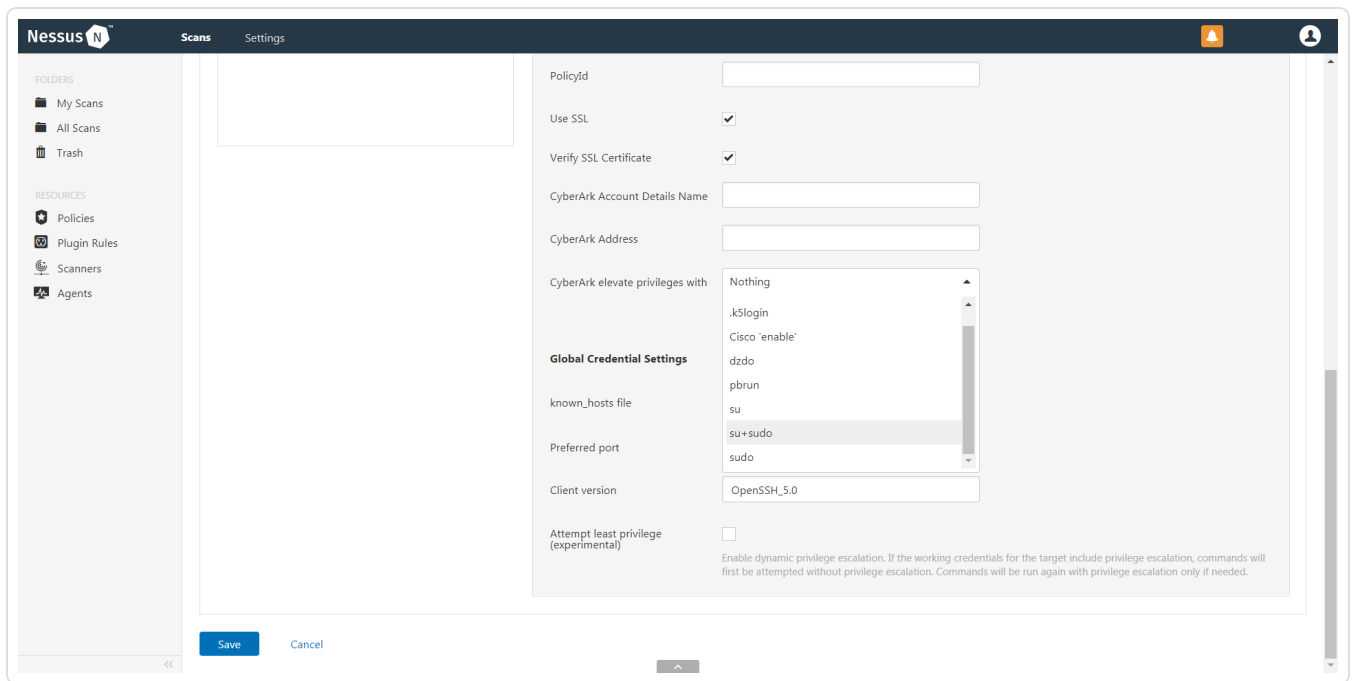 Nessus N ™
Scans
Settings
FOLDERS
My Scans
All Scans
Trash
RESOURCES
Policies
Plugin Rules
Scanners
Agents
PolicyId
Use SSL
Verify SSL Certificate
CyberArk Account Details Name
CyberArk Address
CyberArk elevate privileges with
Nothing
.k5login
Cisco 'enable'
dzdo
pbrun
su
su+sudo
sudo
Global Credential Settings
known_hosts file
Preferred port
Client version
OpenSSH_5.0
Attempt least privilege
(experimental)
Enable dynamic privilege escalation. If the working credentials for the target include privilege escalation, commands will
first be attempted without privilege escalation. Commands will be run again with privilege escalation only if needed.
Save
Cancel